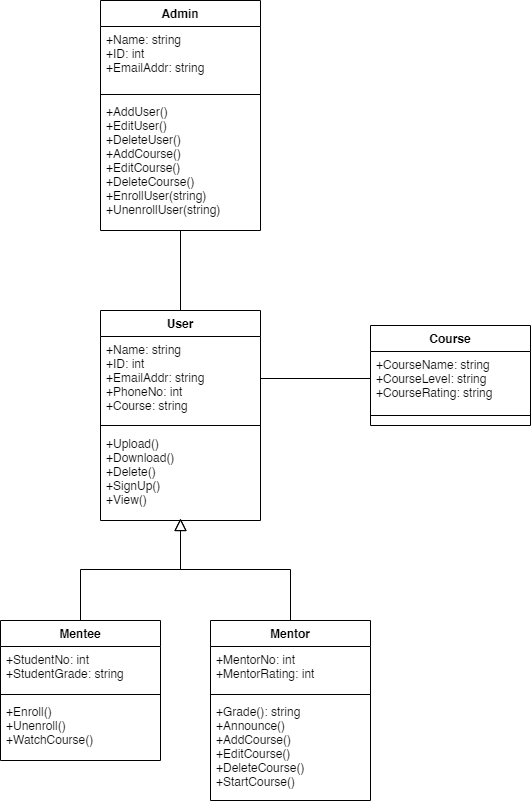 Admin
+Name: string
+ID: int
+EmailAddr: string
+AddUser()
+EditUser()
+DeleteUser()
+AddCourse()
+EditCourse()
+DeleteCourse()
+EnrollUser(string)
+UnenrollUser(string)
User
+Name: string
+ID: int
+EmailAddr: string
+PhoneNo: int
+Course: string
+Upload()
+Download()
+Delete()
+SignUp()
+View()
Course
+CourseName: string
+CourseLevel: string
+CourseRating: string
Mentee
+StudentNo: int
+StudentGrade: string
+Enroll()
+Unenroll()
+WatchCourse()
Mentor
+MentorNo: int
+MentorRating: int
+Grade(): string
+Announce()
+AddCourse()
+EditCourse()
+DeleteCourse()
+StartCourse()